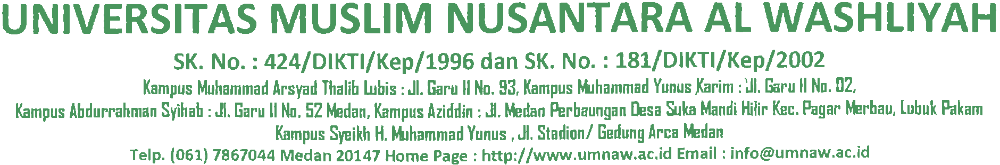 UNIVERSITAS MUSLIM NUSANTARA AL WASHLIYAH
SK. No. : 424/DIKTI/Kep/1996 dan SK. No. : 181/DIKTI/Kep/2002
Kampus Muhammad Arsyad Thalib Lubis : Jl. Garu II No. 93, Kampus Muhammad Yunus Karim : Jl. Garu II No. 02,
Kampus Abdurrahman Syihab : Jl. Garu II No. 52 Medan, Kampus Aziddin : Jl. Medan Perbaungan Desa Suka Mandi Hilir Kec. Pagar Merbau, Lubuk Pakam
Kampus Syeikh H. Muhammad Yunus , Jl. Stadion/ Gedung Arca Medan
Telp. (061) 7867044 Medan 20147 Home Page : http://www.umnaw.ac.id Email : info@umnaw.ac.id